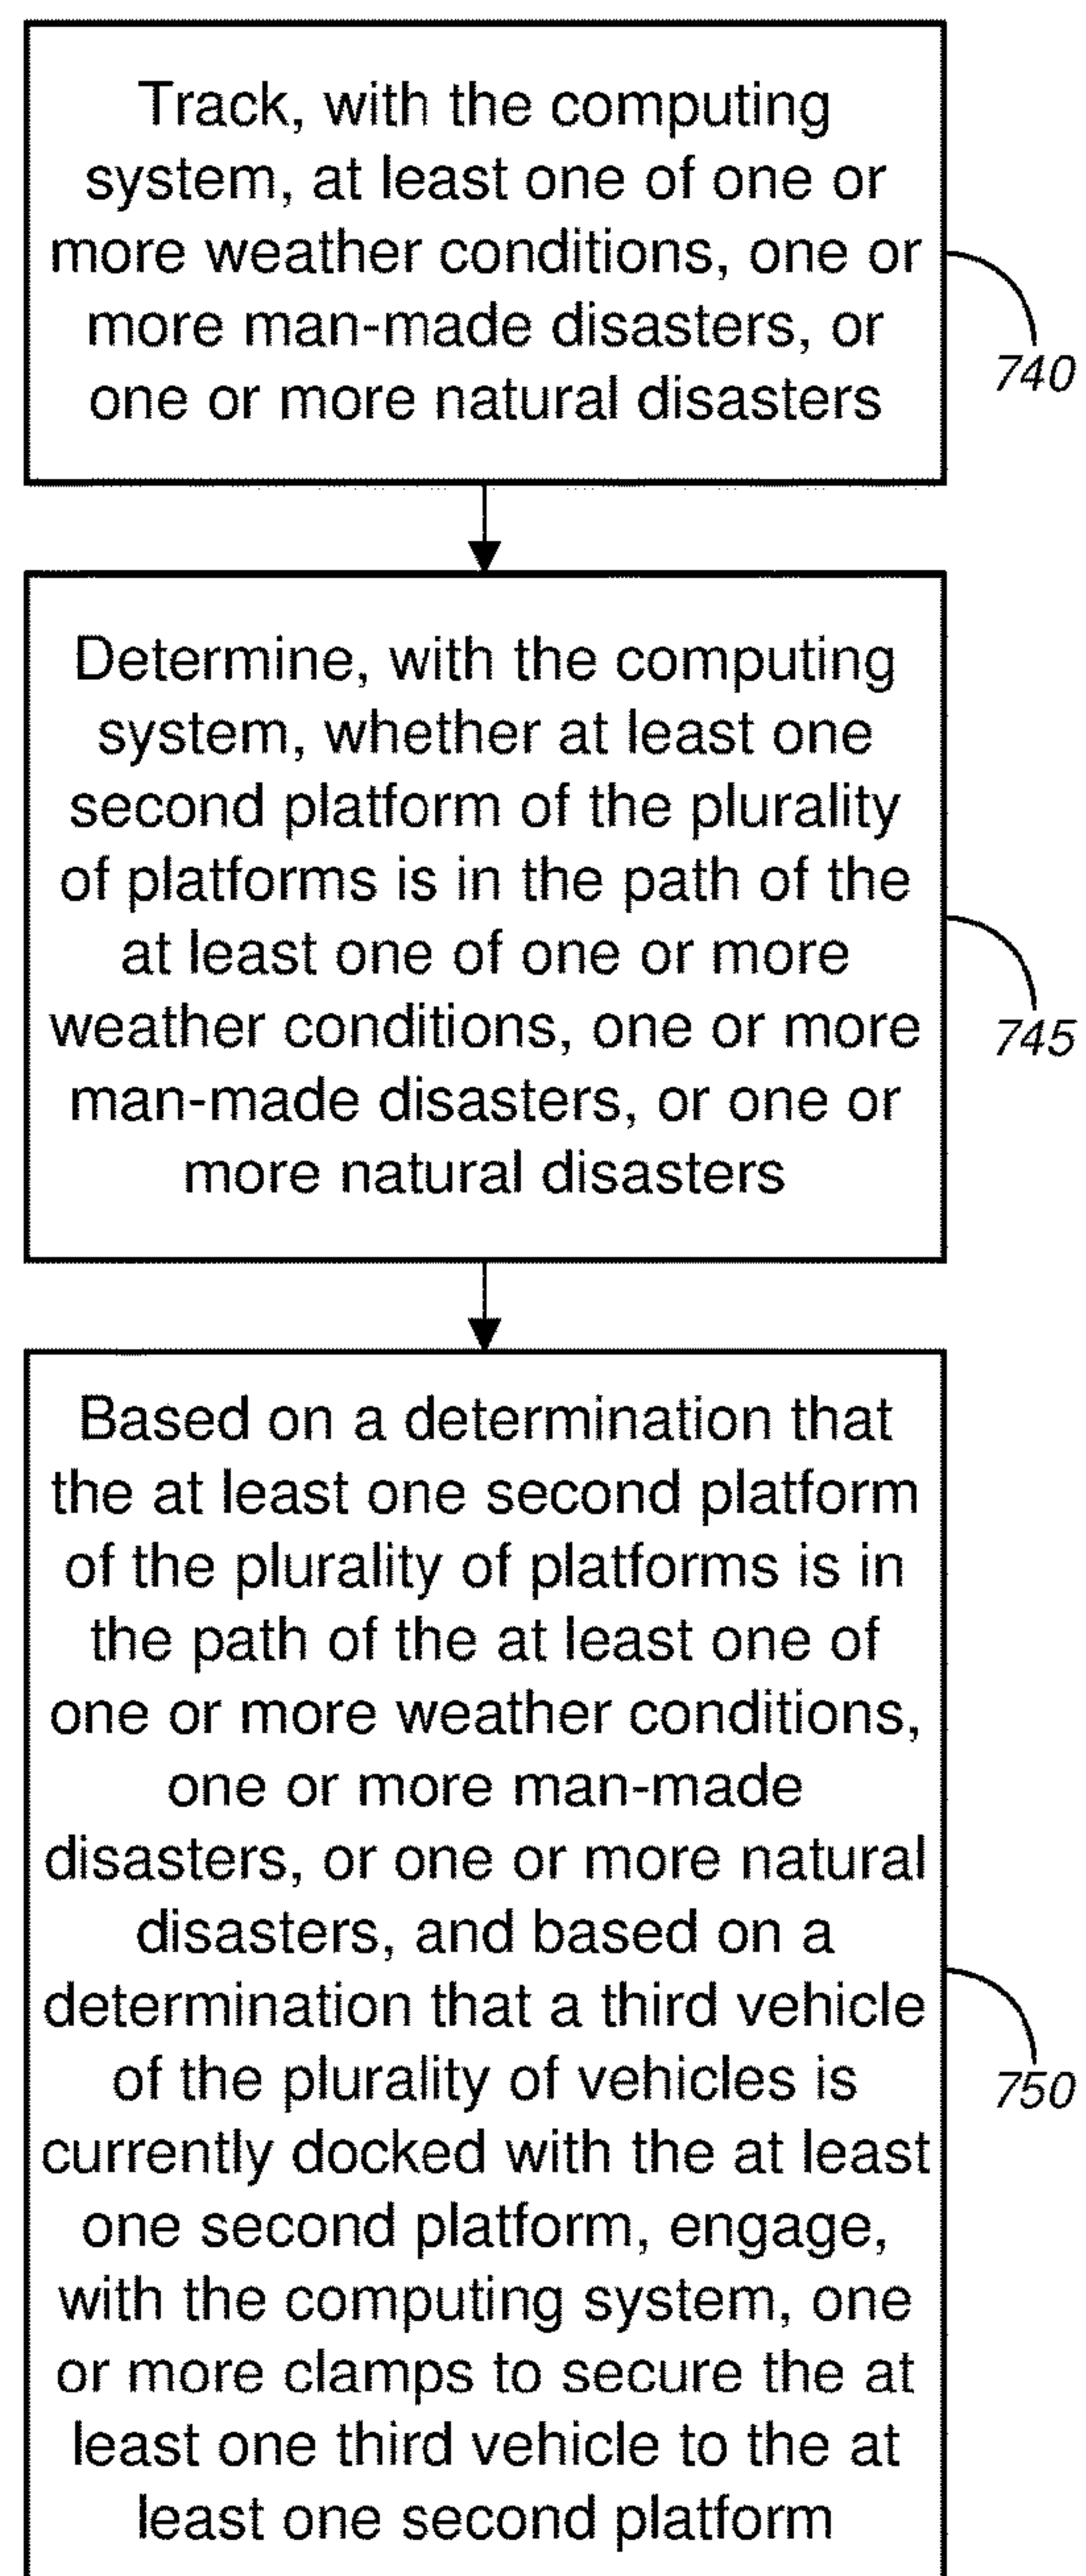 Track, with the computing
system, at least one of one or
more weather conditions, one or
more man-made disasters, or
one or more natural disasters
740
Determine, with the computing
system, whether at least one
second platform of the plurality
of platforms is in the path of the
at least one of one or more
weather conditions, one or more
man-made disasters, or one or
more natural disasters
745
Based on a determination that
the at least one second platform
of the plurality of platforms is in
the path of the at least one of
one or more weather conditions,
one or more man-made
disasters, or one or more natural
disasters, and based on a
determination that a third vehicle
of the plurality of vehicles is
currently docked with the at least
one second platform, engage,
with the computing system, one
or more clamps to secure the at
least one third vehicle to the at
least one second platform
750